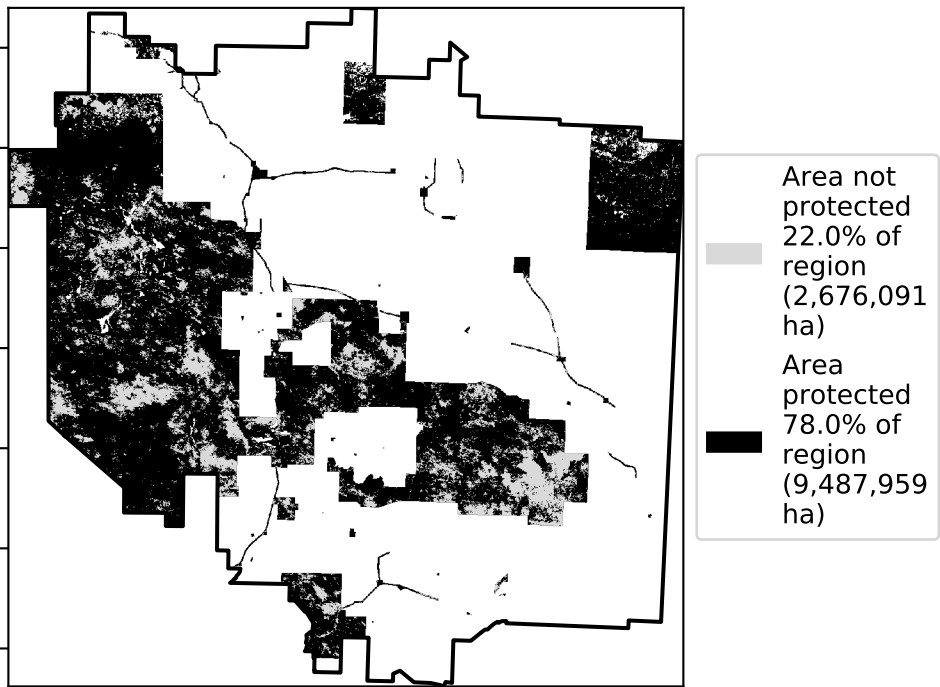 Area not
protected
22.0% of
region
(2,676,091
ha)
Area
protected
78.0% of
region
(9,487,959
ha)